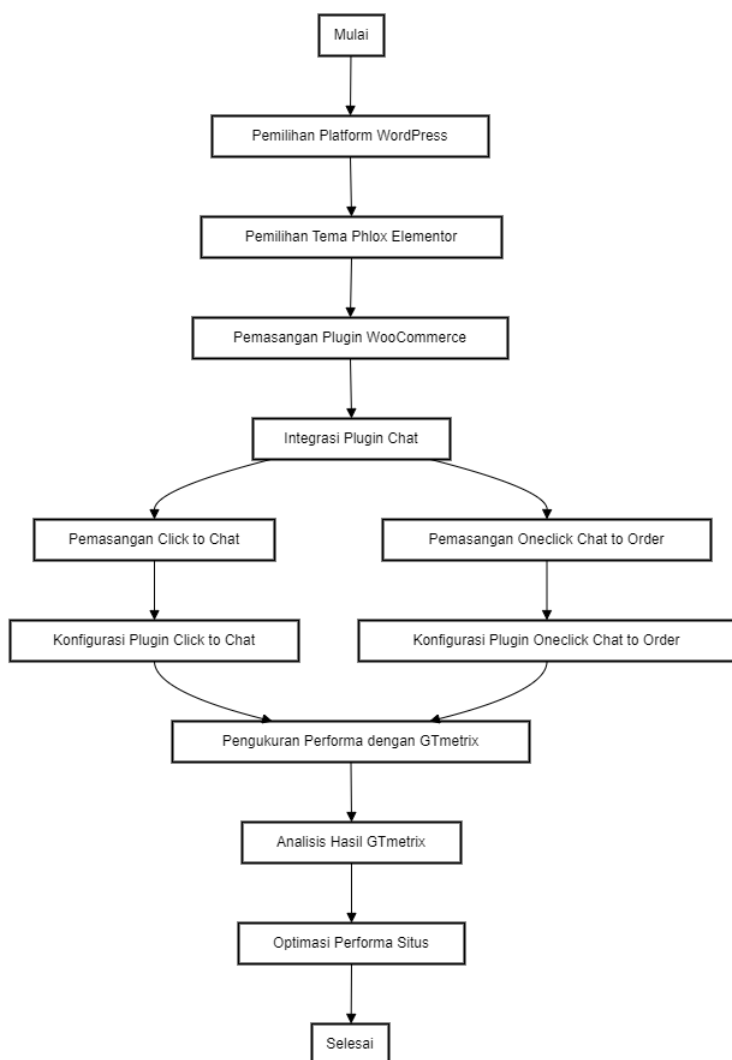 Mulai
Pemilihan Platform WordPress
Pemilihan Tema Phlox Elementor
Pemasangan Plugin WooCommerce
Integrasi Plugin Chat
Pemasangan Click to Chat
Pemasangan Oneclick Chat to Order
Konfigurasi Plugin Click to Chat
Konfigurasi Plugin Oneclick Chat to Order
Pengukuran Performa dengan GTmetrix
Analisis Hasil GTmetrix
Optimasi Performa Situs
Selesai